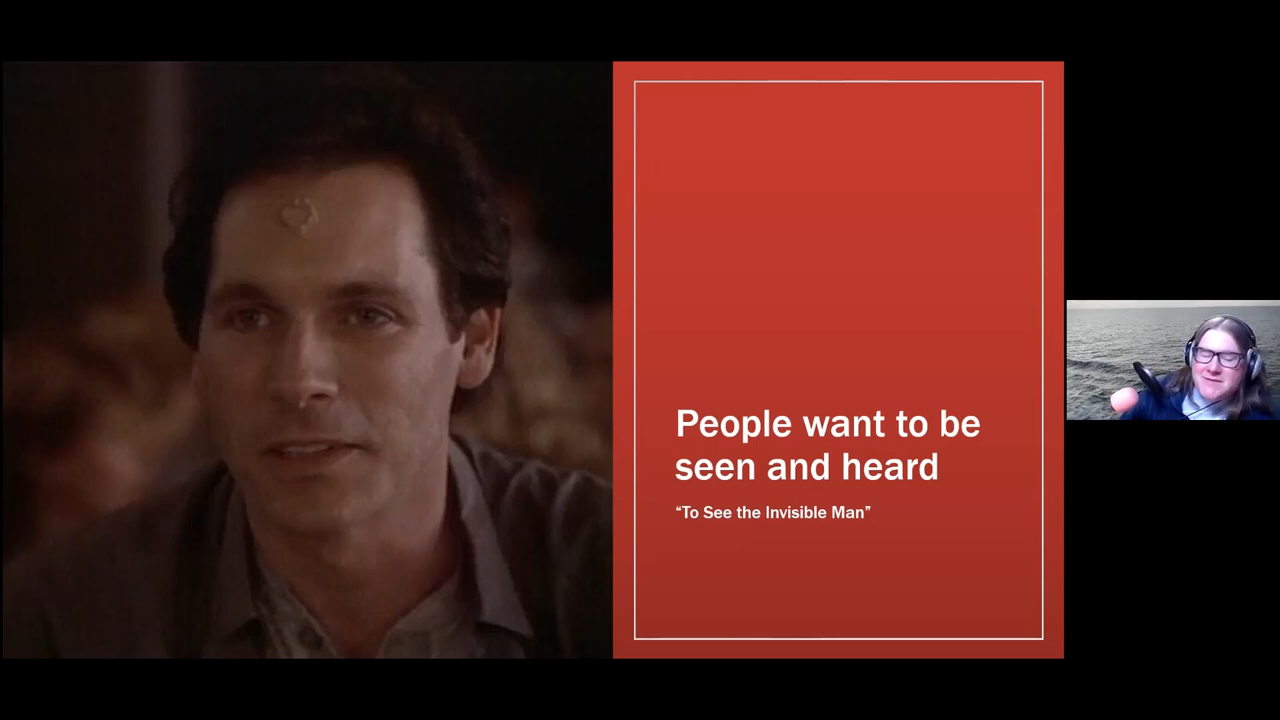 People want to be
seen and heard
“To See the Invisible Man”